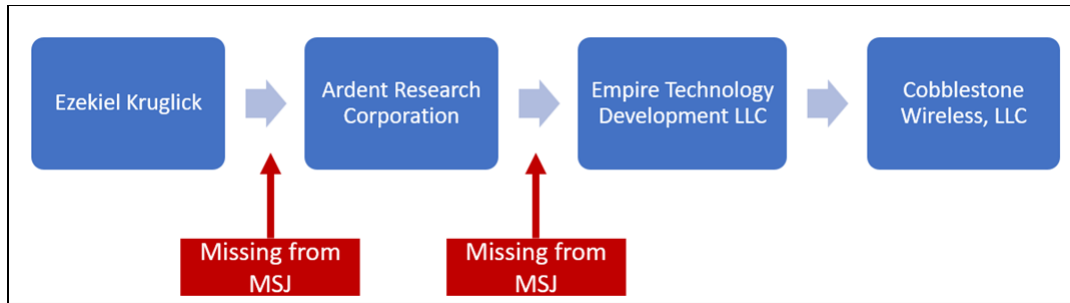 Ezekiel Kruglick
Ardent Research
Corporation
Empire Technology
Development LLC
Cobblestone
Wireless, LLC
Missing from
MSJ
Missing from
MSJ